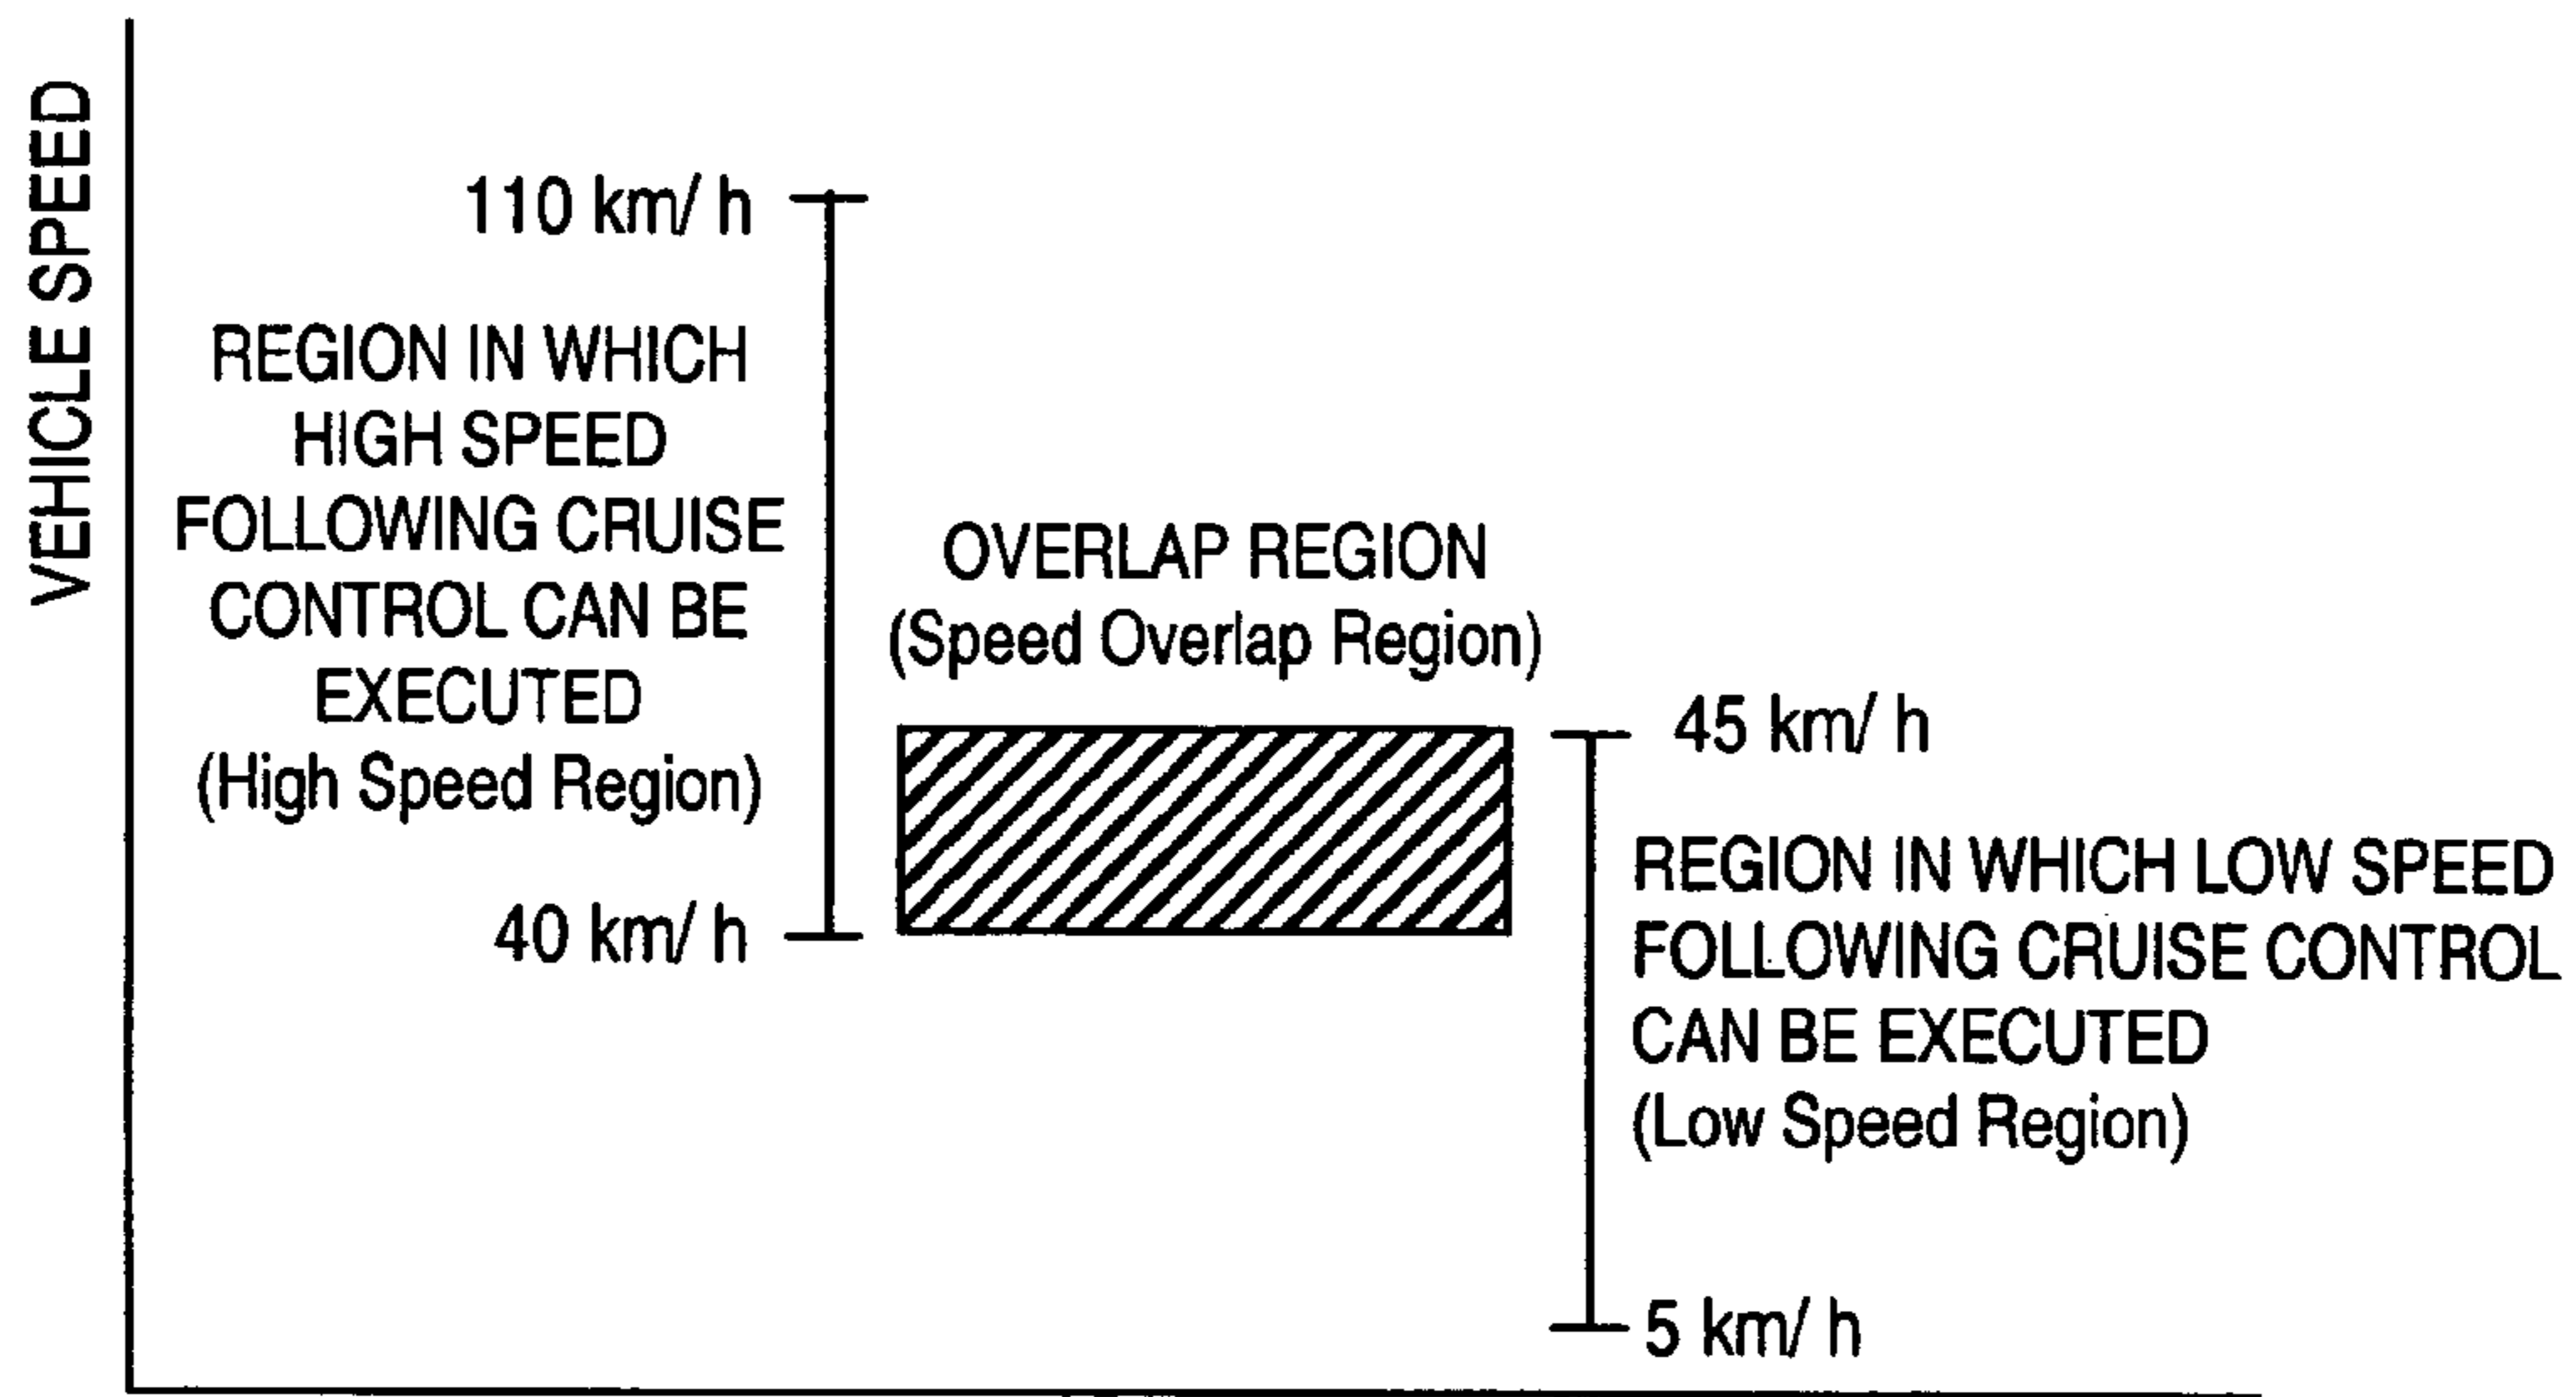 VEHICLE SPEED
110 km/ h
REGION IN WHICH
HIGH SPEED
FOLLOWING CRUISE
CONTROL CAN BE
EXECUTED
(High Speed Region)
40 km/ h
OVERLAP REGION
(Speed Overlap Region)
45 km/ h
REGION IN WHICH LOW SPEED
FOLLOWING CRUISE CONTROL
CAN BE EXECUTED
(Low Speed Region)
5 km/ h